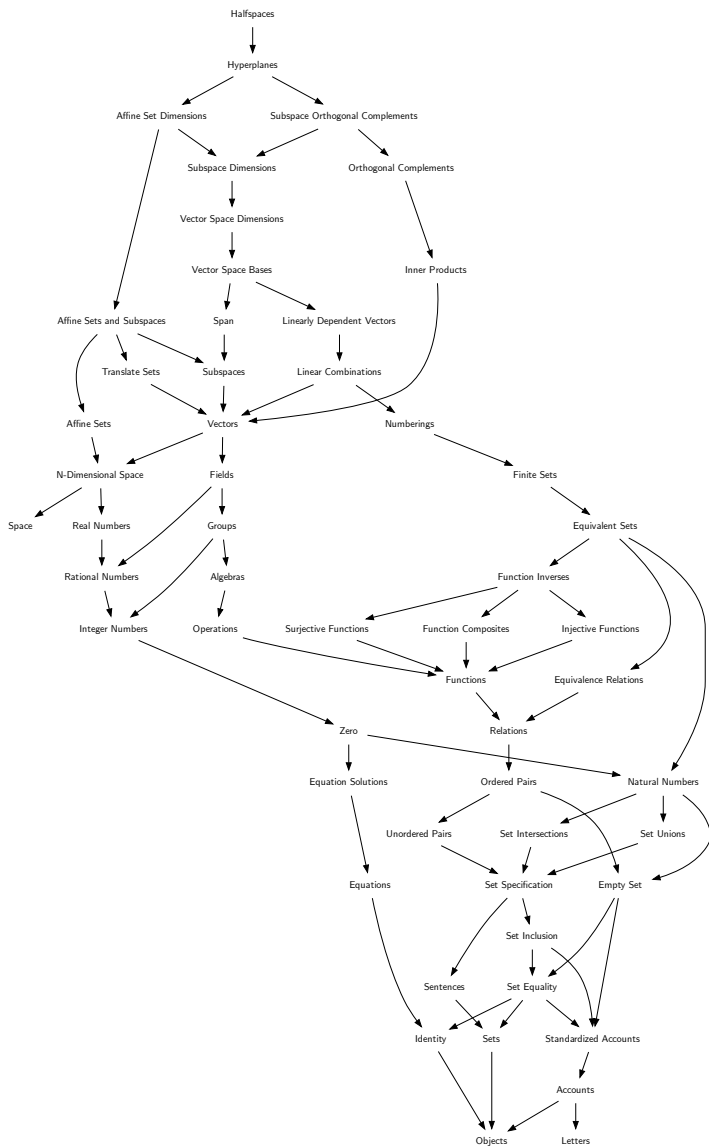 Halfspaces
Hyperplanes
Affine Set Dimensions
Subspace Orthogonal Complements
Subspace Dimensions
Orthogonal Complements
Vector Space Dimensions
Vector Space Bases
Inner Products
Affine Sets and Subspaces
Span
Linearly Dependent Vectors
Translate Sets
Subspaces
Linear Combinations
Affine Sets
Vectors
Numberings
N-Dimensional Space
Fields
Finite Sets
Space
Real Numbers
Groups
Equivalent Sets
Rational Numbers
Algebras
Function Inverses
Integer Numbers
Operations
Surjective Functions
Function Composites
Injective Functions
Functions
Equivalence Relations
Zero
Relations
Equation Solutions
Ordered Pairs
Natural Numbers
Unordered Pairs
Set Intersections
Set Unions
Equations
Set Specification
Empty Set
Set Inclusion
Sentences
Set Equality
Identity
Sets
Standardized Accounts
Accounts
Objects
Letters